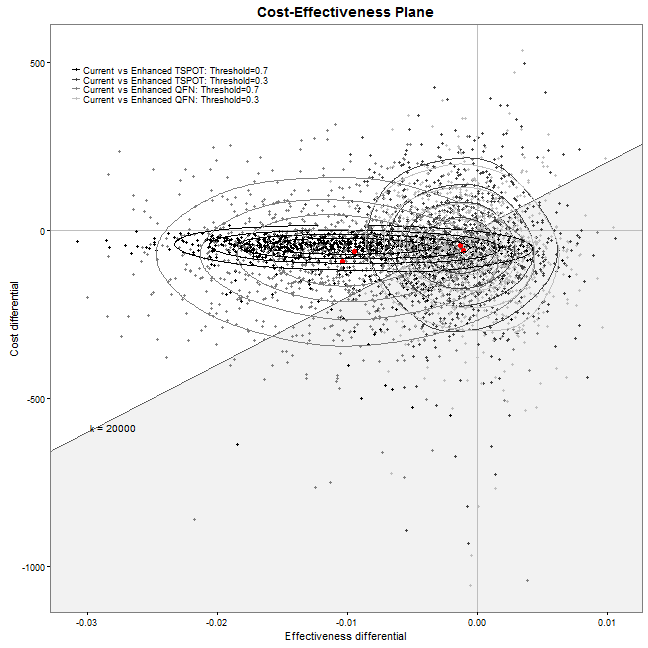 Cost-Effectiveness Plane
Current vs Enhanced TSPOT: Threshold=0.7
Current vs Enhanced TSPOT: Threshold=0.3
Current vs Enhanced QFN: Threshold=0.7
Current vs Enhanced QFN: Threshold=0.3
500
0
-500
-1000
Cost differential
k = 20000
-0.03
-0.02
-0.01
0.00
0.01
Effectiveness differential